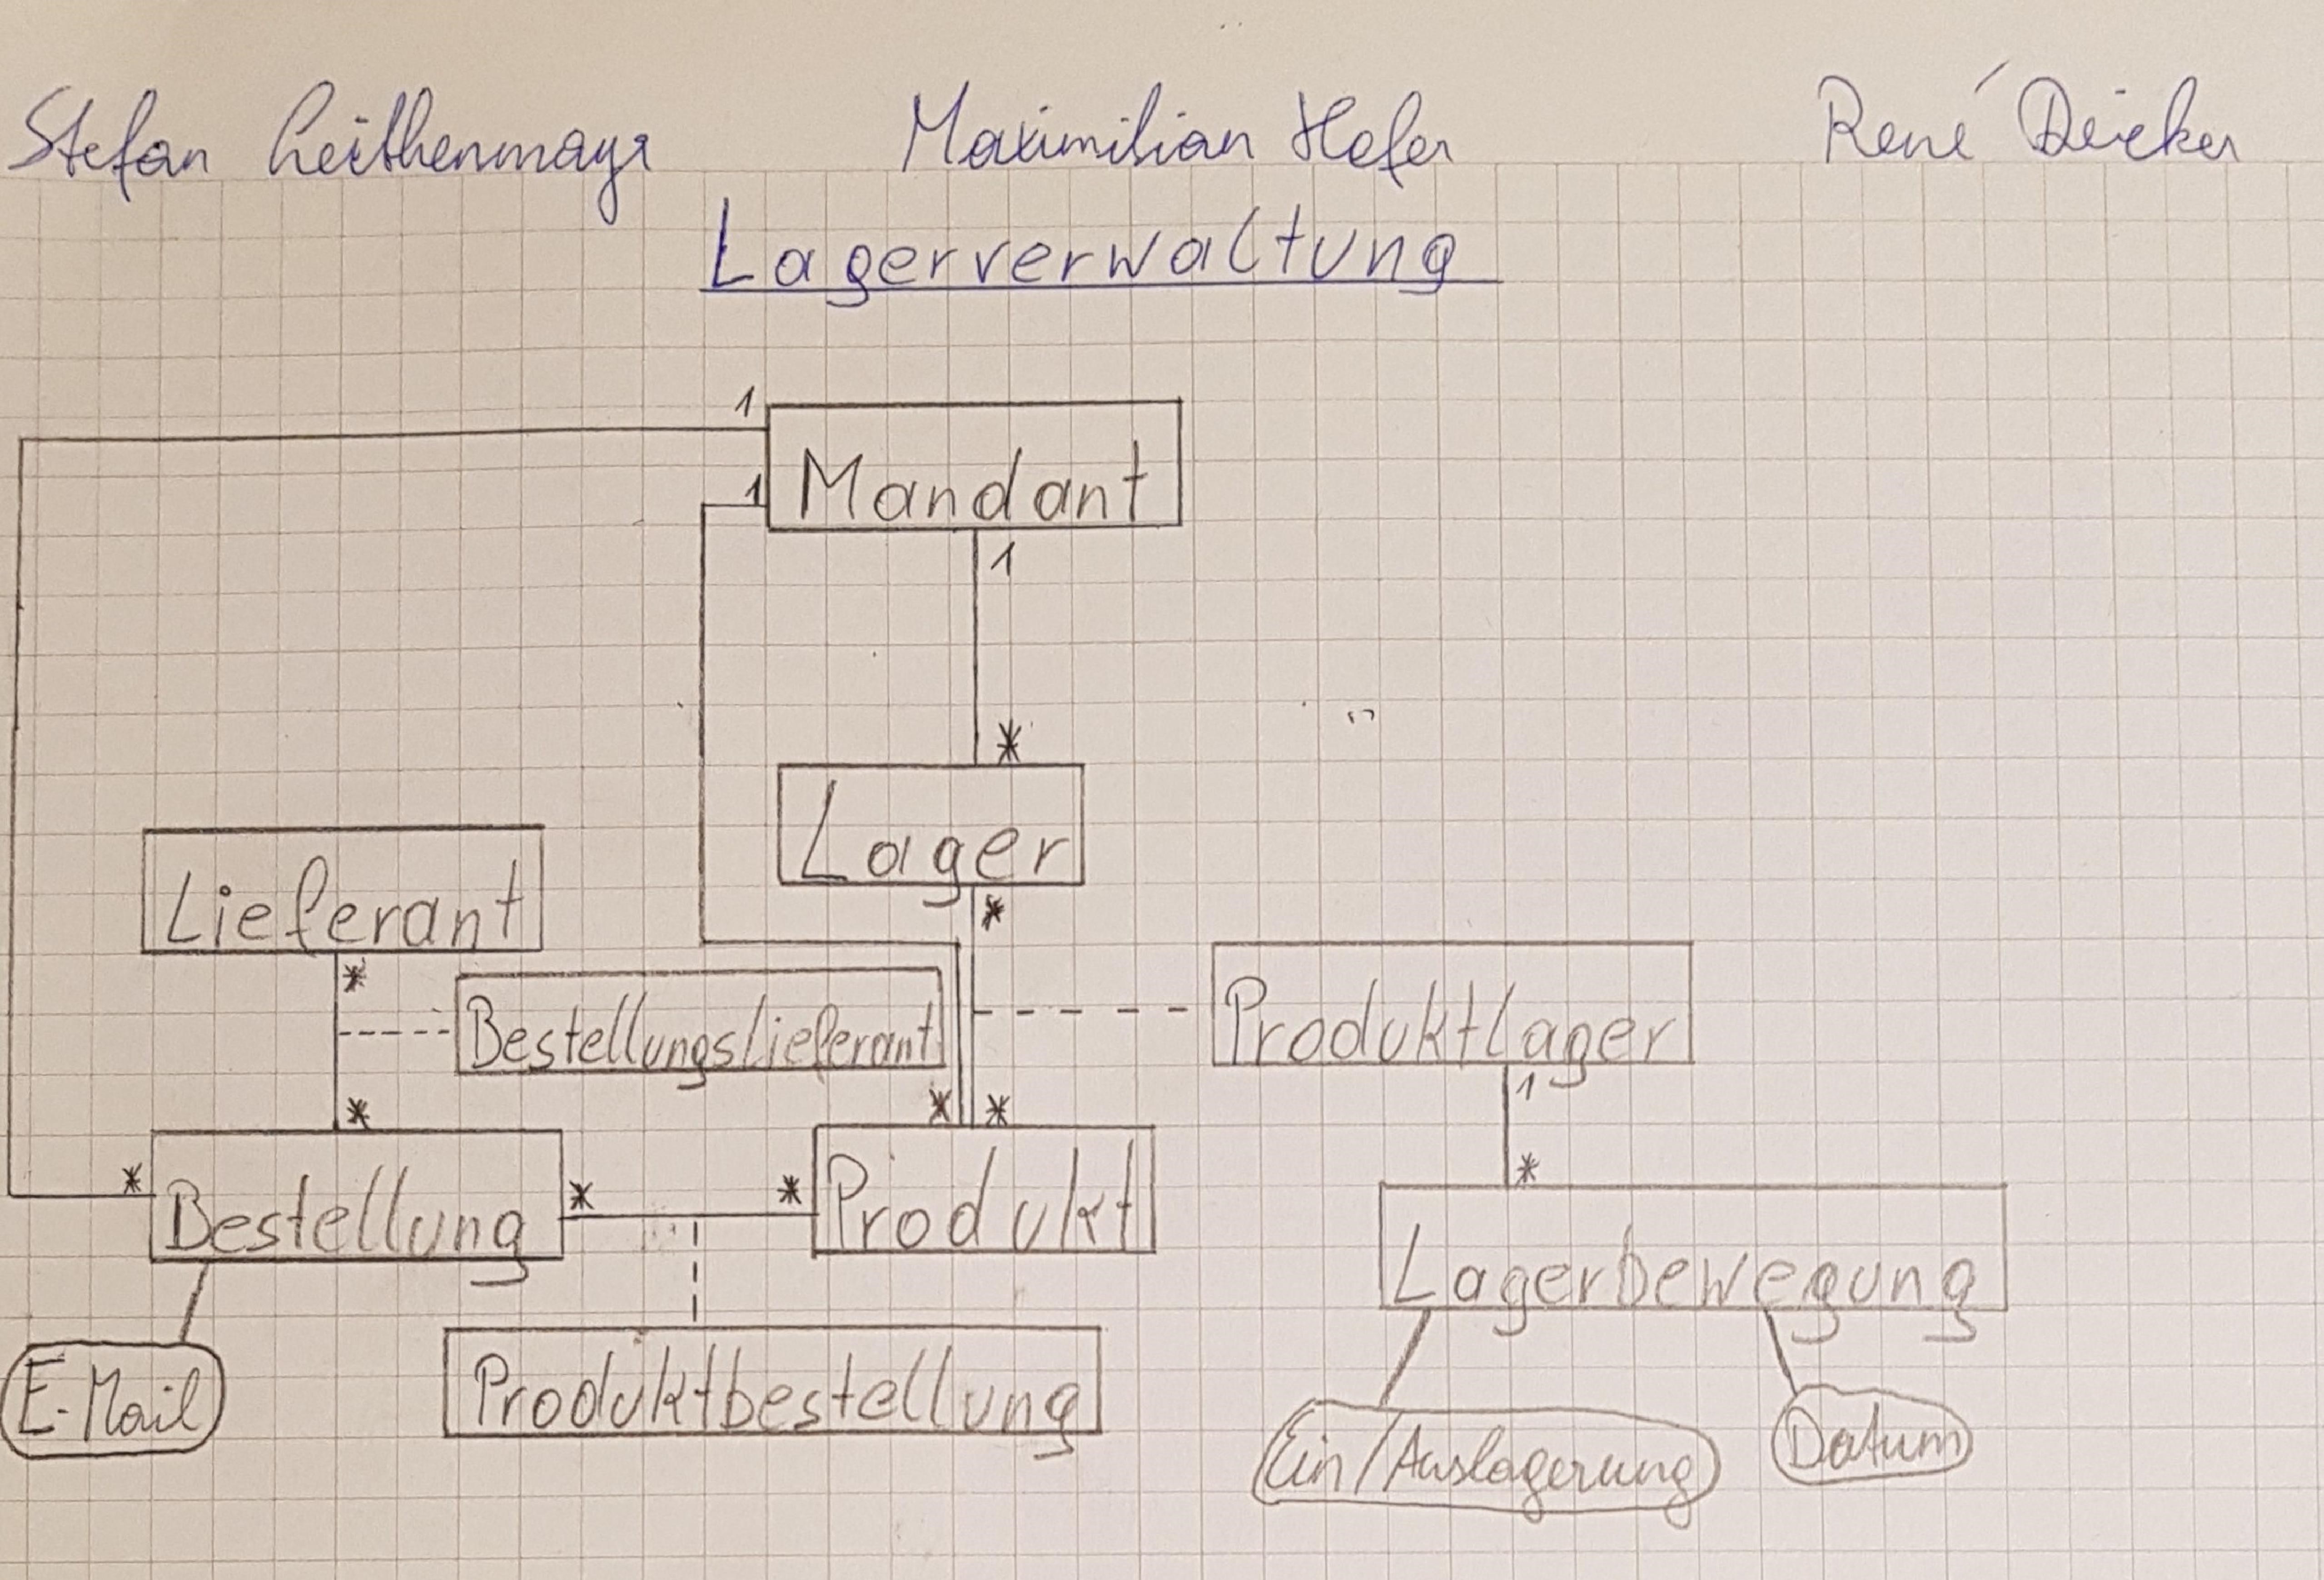 Stefan Leithenmayr Maximilian Hofer René Deicker
Lagerverwaltung
1
Mandant
1
1
*
Lager
Lieferant
*
*
Bestellungslieferant
Produktlager
* * * 1
* * * *
Bestellung
Produkt
Lagerbewegung
E-Mail
Produktbestellung
Ein/Auslagerung
Datum